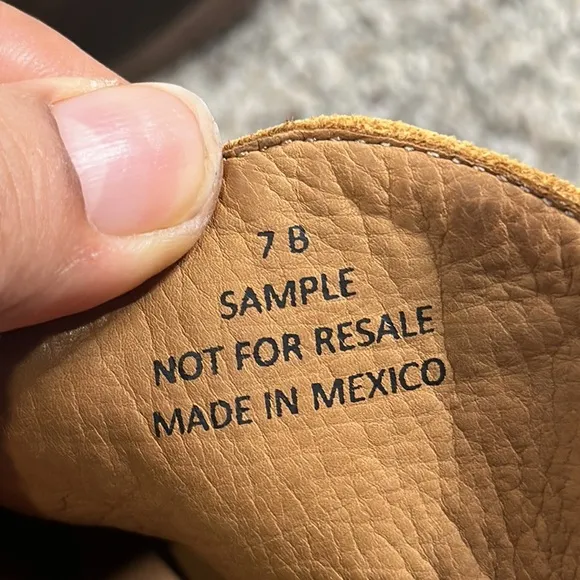 7 B
SAMPLE
NOT FOR RESALE
MADE IN MEXICO